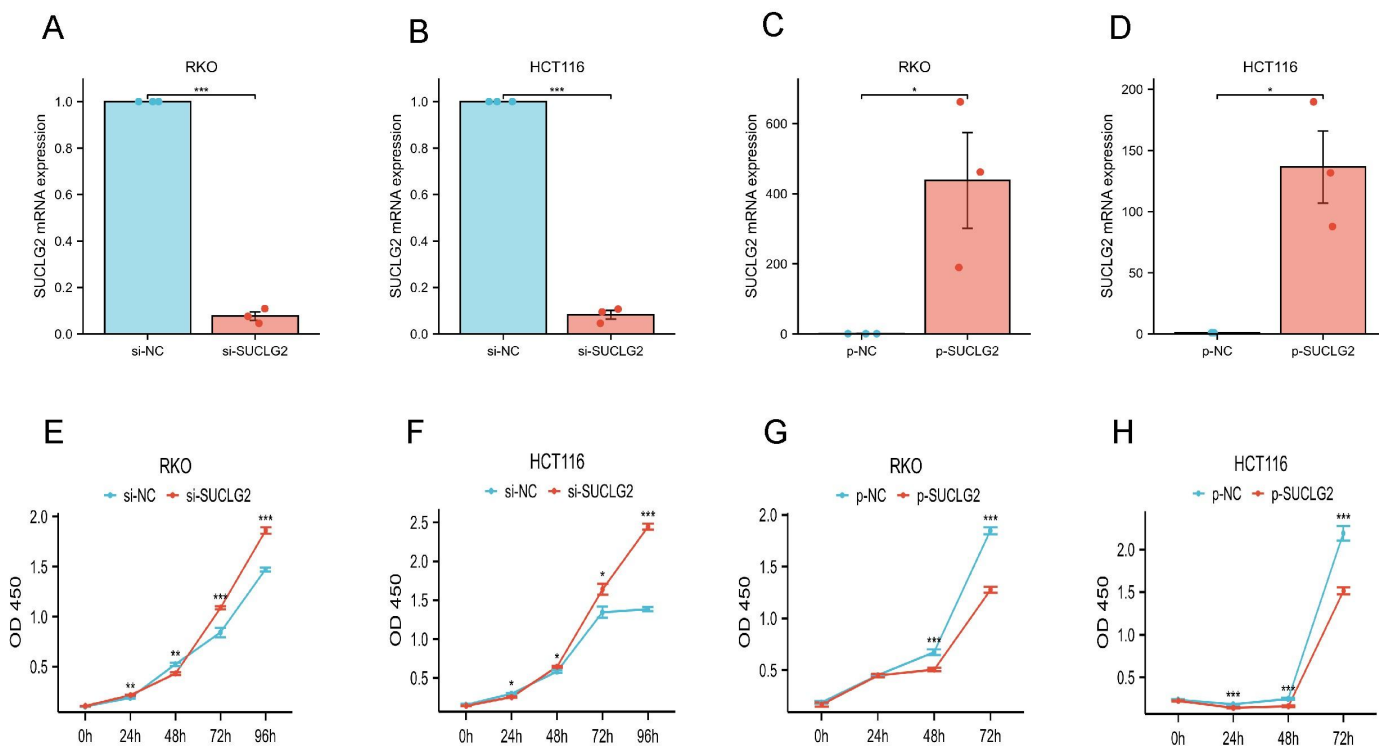 A
RKO
SUCLG2 mRNA expression
1.0
0.8
0.6
0.4
0.2
0.0
***
si-NC
si-SUCLG2
B
HCT116
SUCLG2 mRNA expression
1.0
0.8
0.6
0.4
0.2
0.0
***
si-NC
si-SUCLG2
C
RKO
SUCLG2 mRNA expression
600
400
200
0
*
p-NC
p-SUCLG2
D
HCT116
SUCLG2 mRNA expression
200
150
100
50
0
*
p-NC
p-SUCLG2
E
RKO
si-NC si-SUCLG2
OD 450
2.0
1.5
1.0
0.5
**
**
***
***
0h 24h 48h 72h 96h
F
HCT116
si-NC si-SUCLG2
OD 450
2.5
2.0
1.5
1.0
0.5
*
*
*
***
0h 24h 48h 72h 96h
G
RKO
p-NC p-SUCLG2
OD 450
2.0
1.5
1.0
0.5
***
***
0h 24h 48h 72h
H
HCT116
p-NC p-SUCLG2
OD 450
2.0
1.5
1.0
0.5
***
***
***
0h 24h 48h 72h